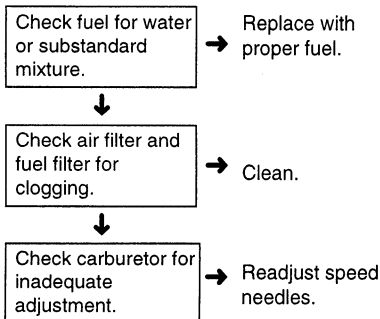 Check fuel for water
or substandard
mixture.
Replace with
proper fuel.
Check air filter and
fuel filter for
clogging.
Clean.
Check carburetor for
inadequate
adjustment.
Readjust speed
needles.